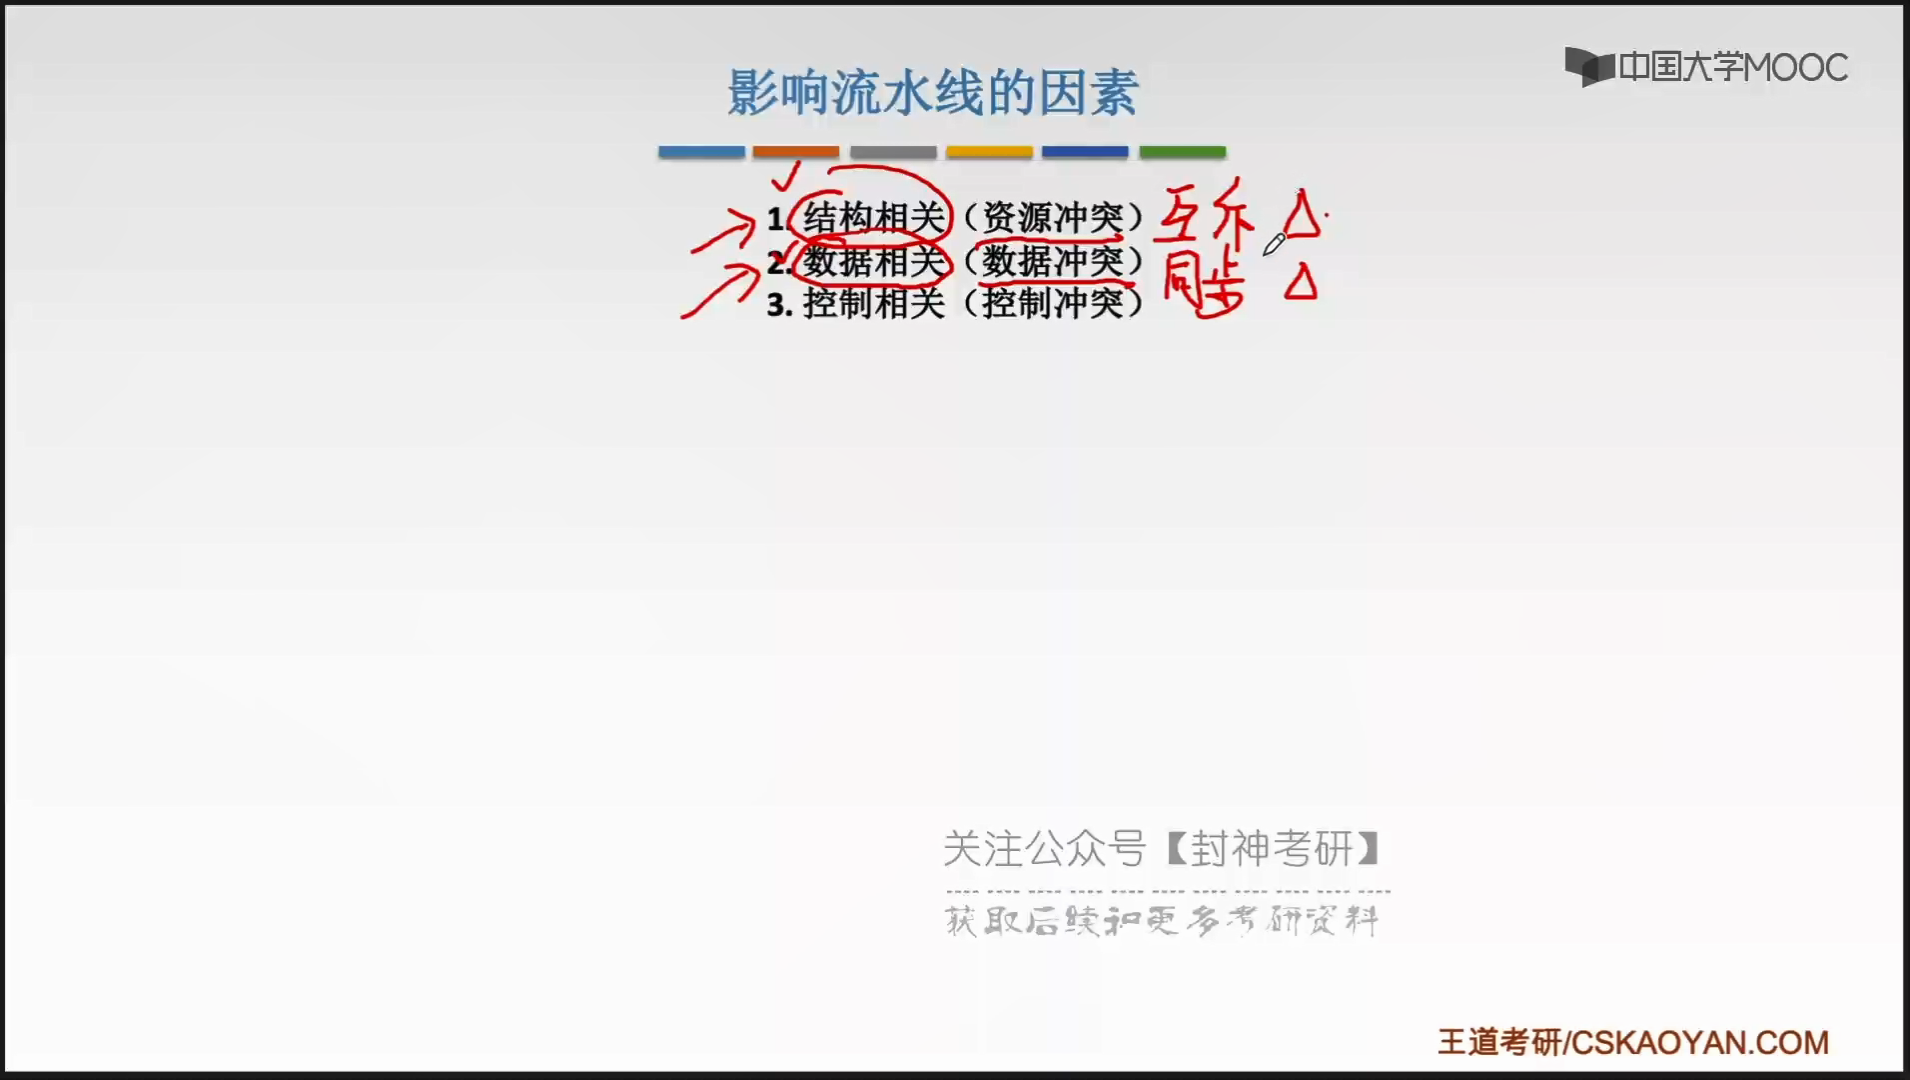 影响流水线的因素
中国大学MOOC
1. 结构相关（资源冲突）互斥
2. 数据相关（数据冲突）同步
3. 控制相关（控制冲突）
关注公众号【封神考研】
获取后续和更多考研资料
王道考研/CSKAOYAN.COM